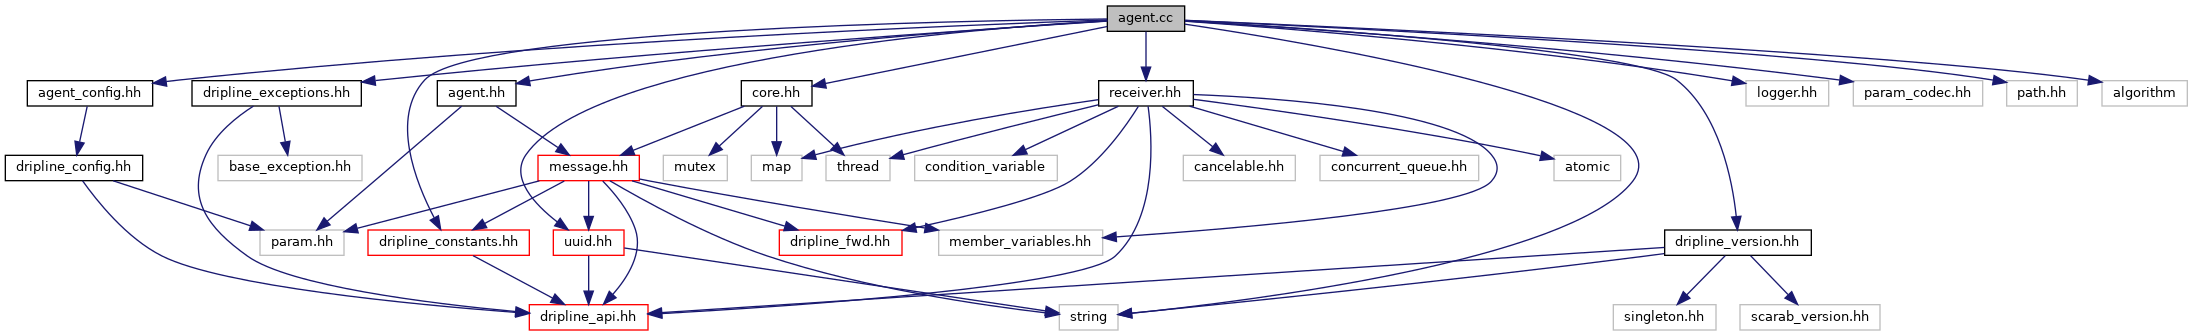 agent.cc
agent_config.hh
dripline_exceptions.hh
agent.hh
core.hh
receiver.hh
logger.hh
param_codec.hh
path.hh
algorithm
dripline_config.hh
base_exception.hh
message.hh
mutex
map
thread
condition_variable
cancelable.hh
concurrent_queue.hh
atomic
param.hh
dripline_constants.hh
uuid.hh
dripline_fwd.hh
member_variables.hh
dripline_version.hh
dripline_api.hh
string
singleton.hh
scarab_version.hh